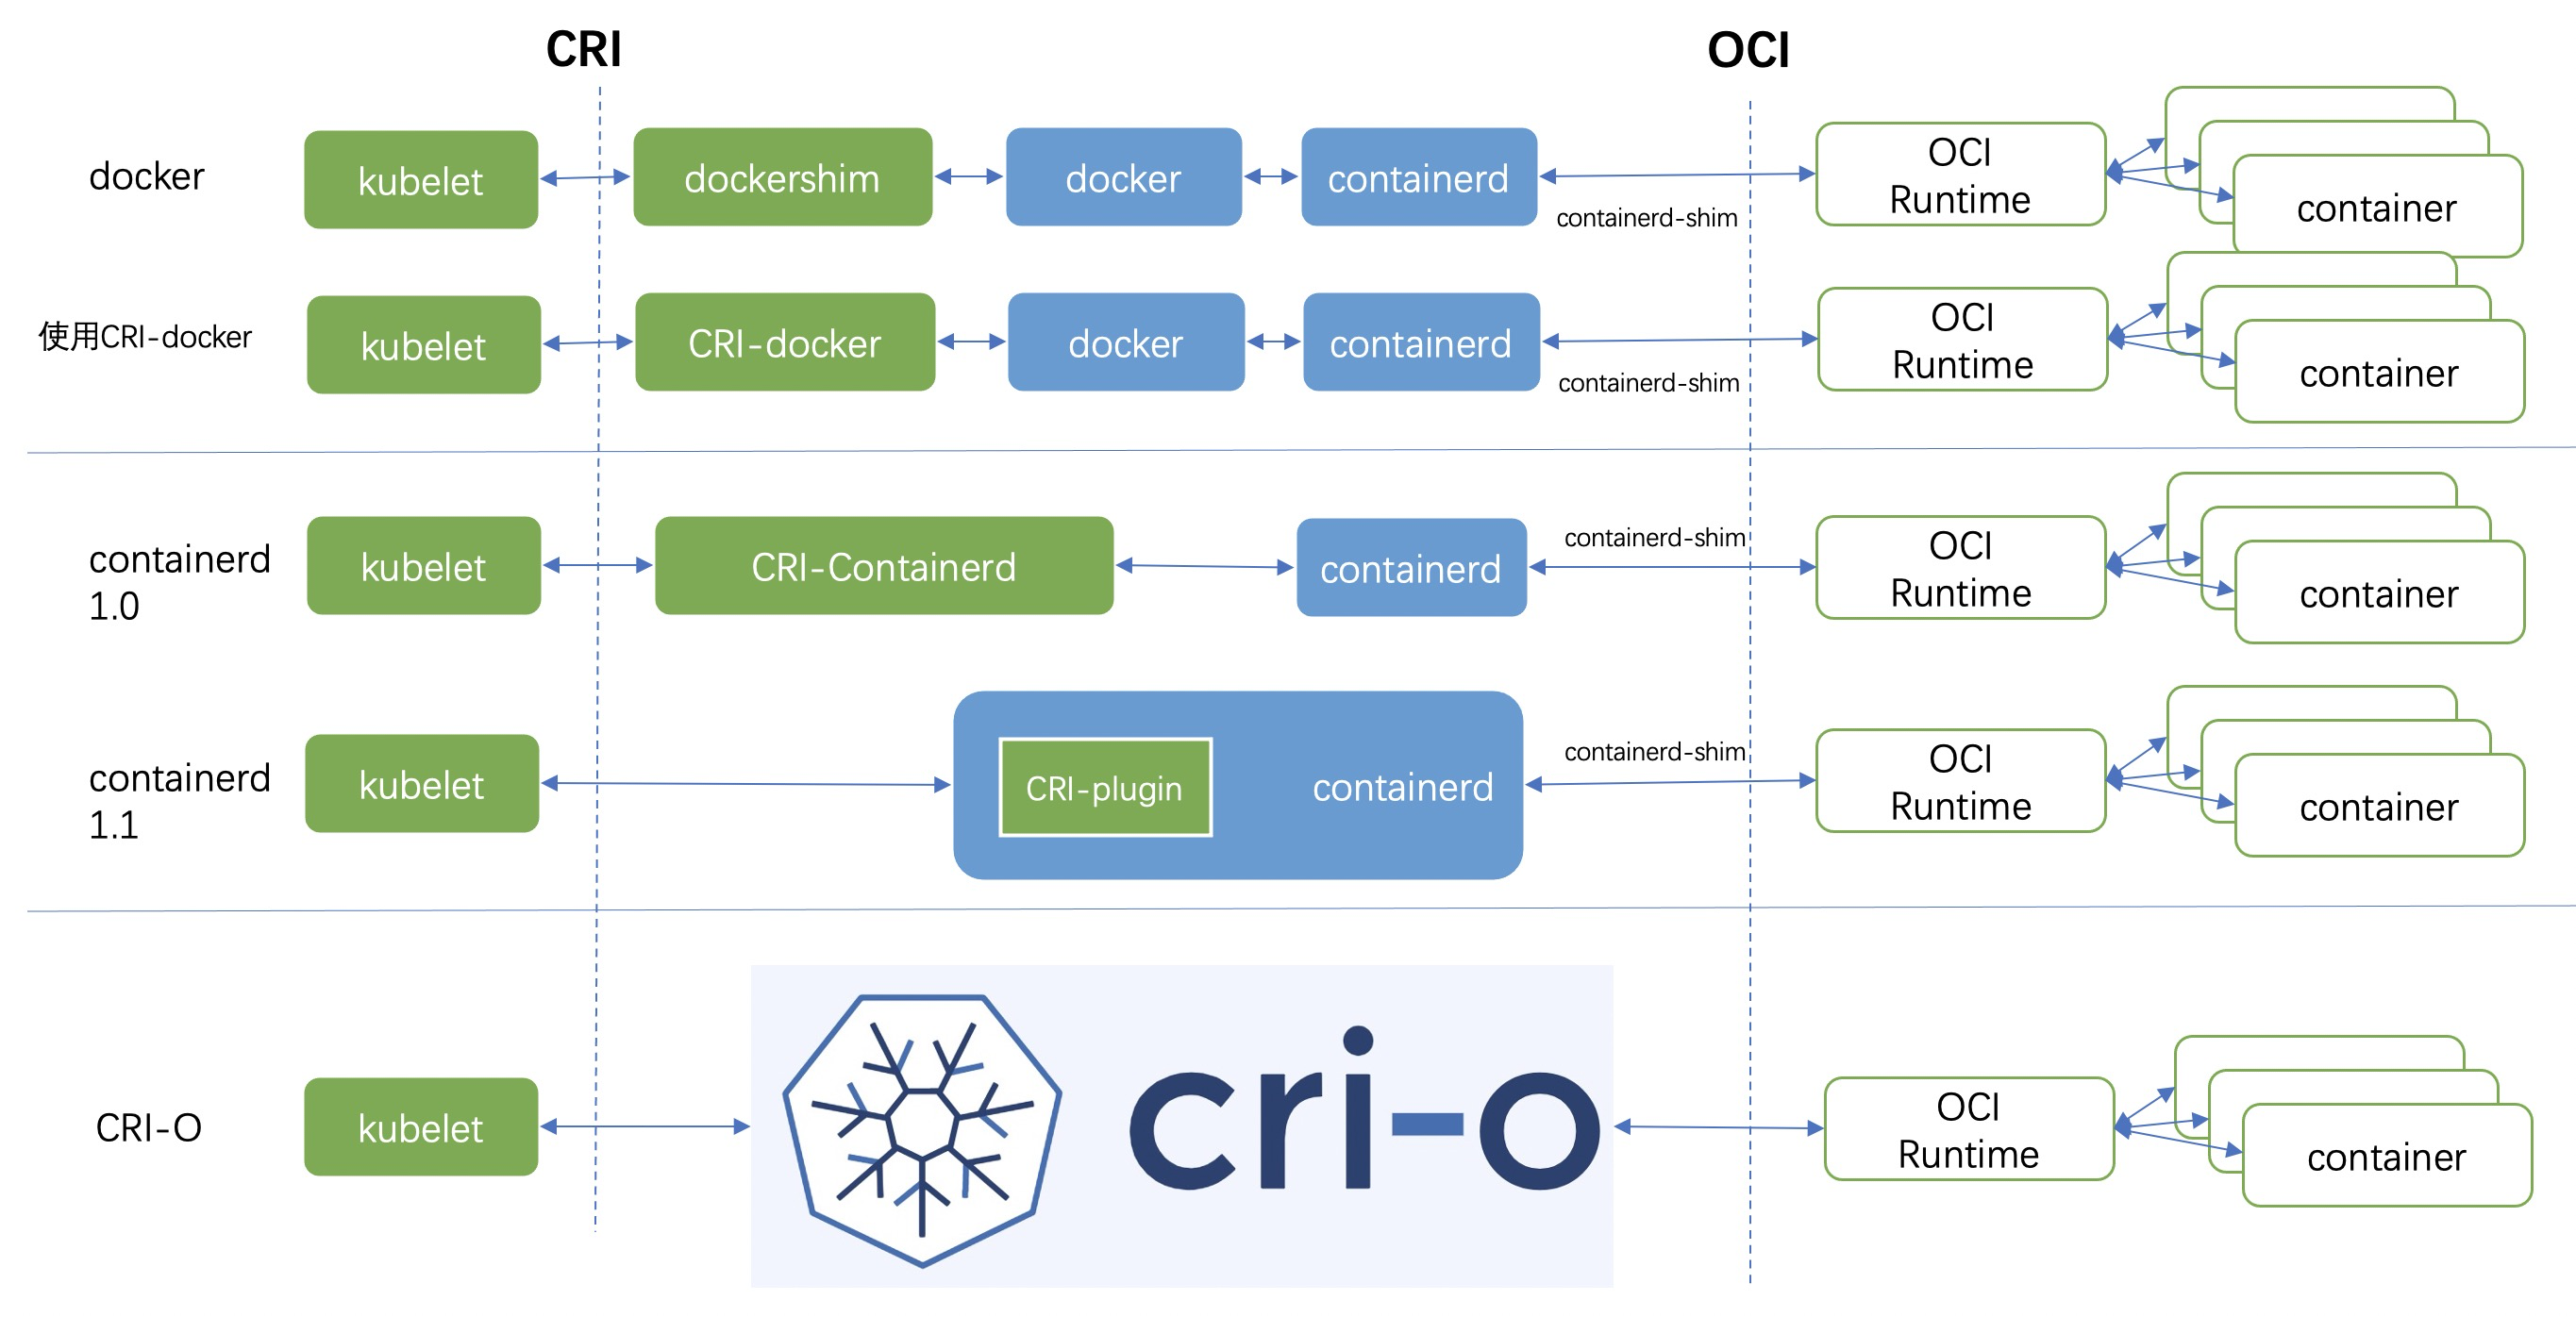 CRI
OCI
docker
kubelet
dockershim
docker
containerd
containerd-shim
OCI
Runtime
container
使用CRI-docker
kubelet
CRI-docker
docker
containerd
containerd-shim
OCI
Runtime
container
containerd
1.0
kubelet
CRI-Containerd
containerd
containerd-shim
OCI
Runtime
container
containerd
1.1
kubelet
CRI-plugin
containerd
containerd-shim
OCI
Runtime
container
CRI-O
kubelet
cri-o
OCI
Runtime
container